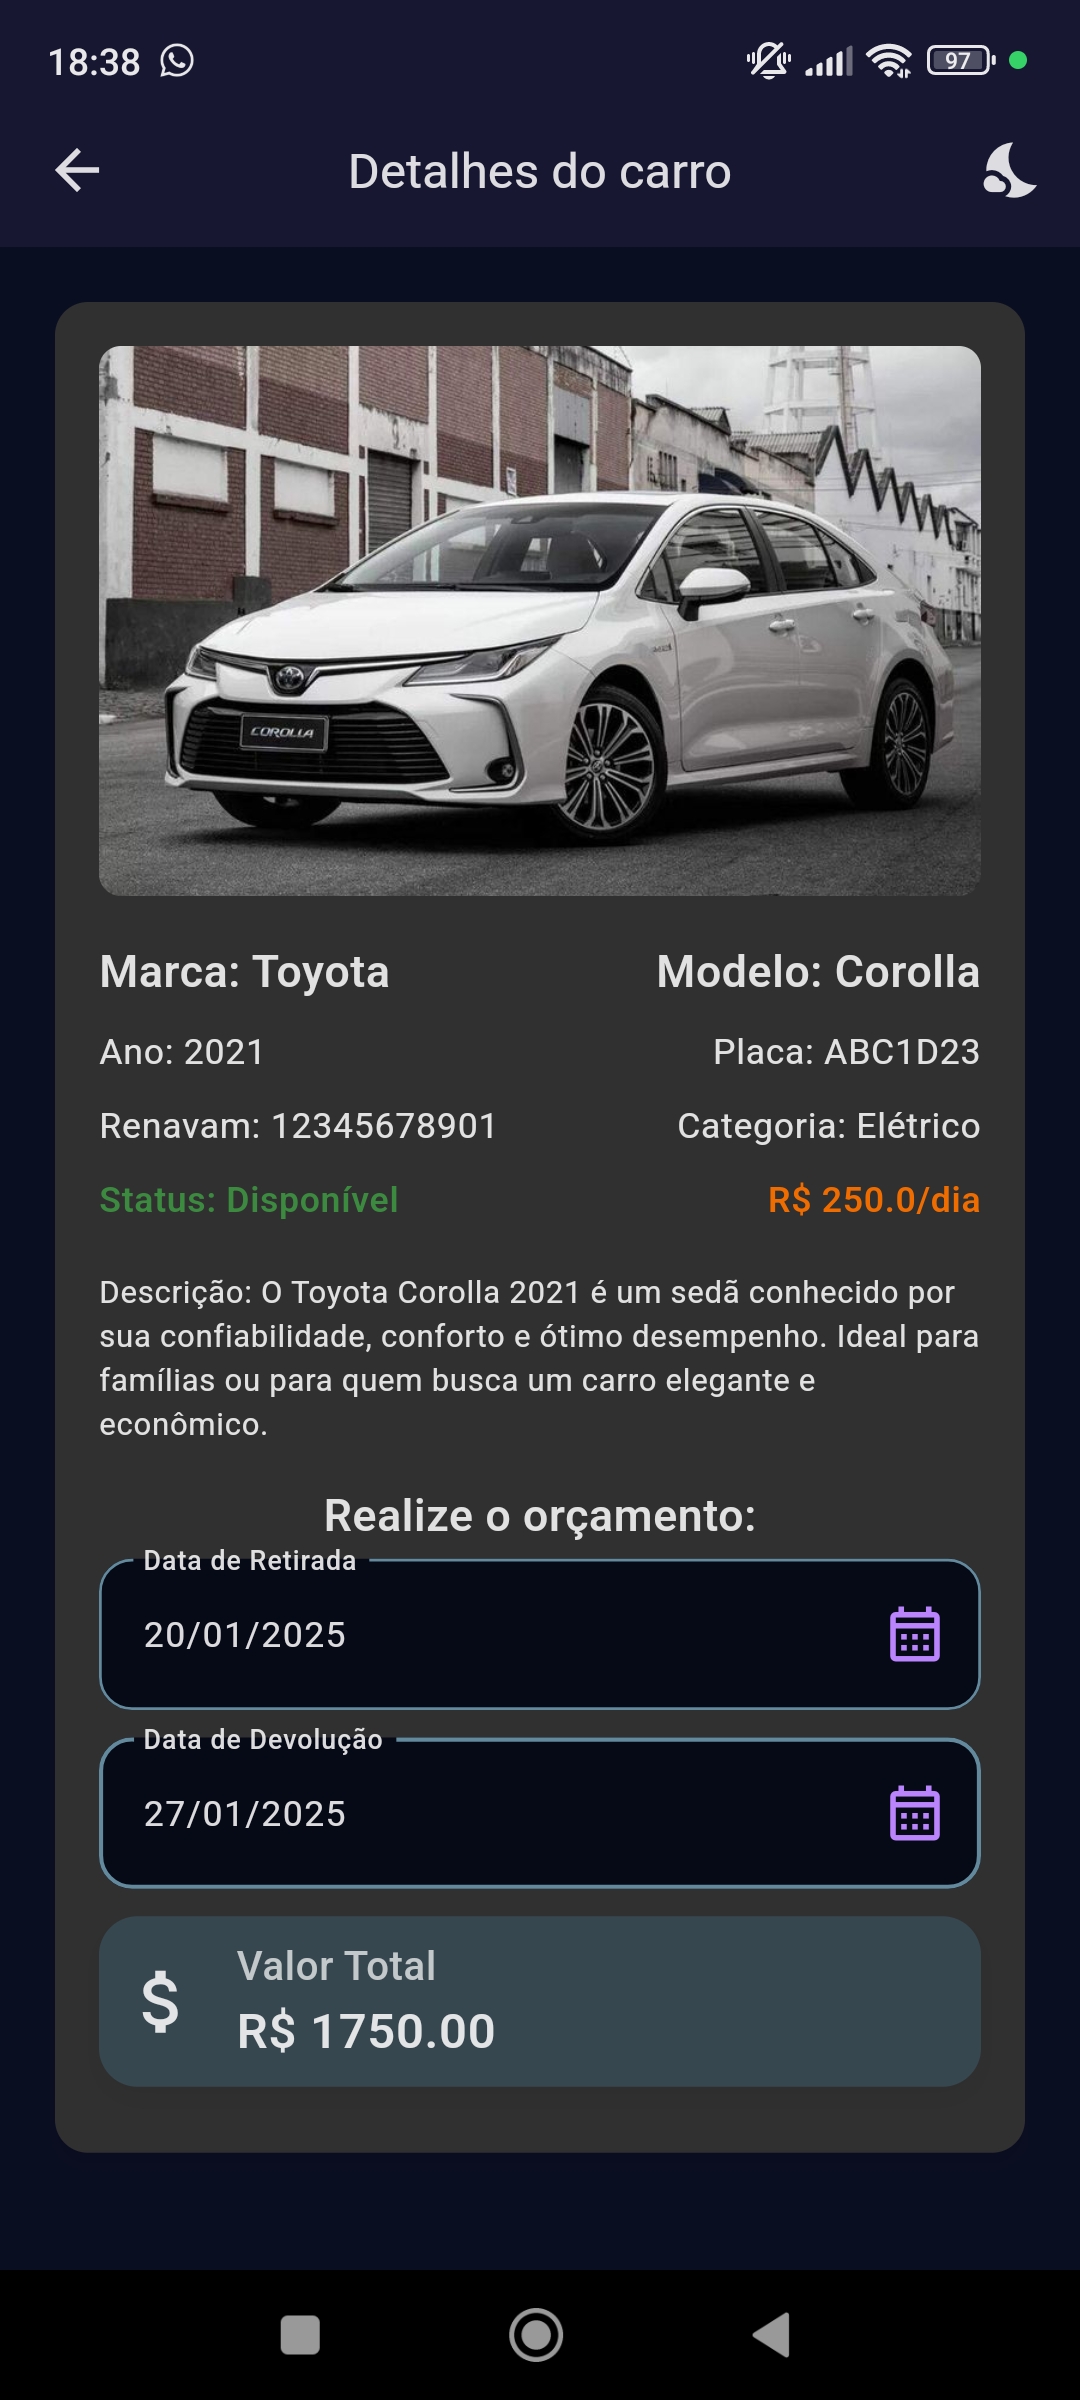 18:38
97
Detalhes do carro
COROLLA
Marca: Toyota
Modelo: Corolla
Ano: 2021
Placa: ABC1D23
Renavam: 12345678901
Categoria: Elétrico
Status: Disponível
R$ 250.0/dia
Descrição: O Toyota Corolla 2021 é um sedã conhecido por
sua confiabilidade, conforto e ótimo desempenho. Ideal para
famílias ou para quem busca um carro elegante e
econômico.
Realize o orçamento:
Data de Retirada
20/01/2025
Data de Devolução
27/01/2025
Valor Total
$
R$ 1750.00